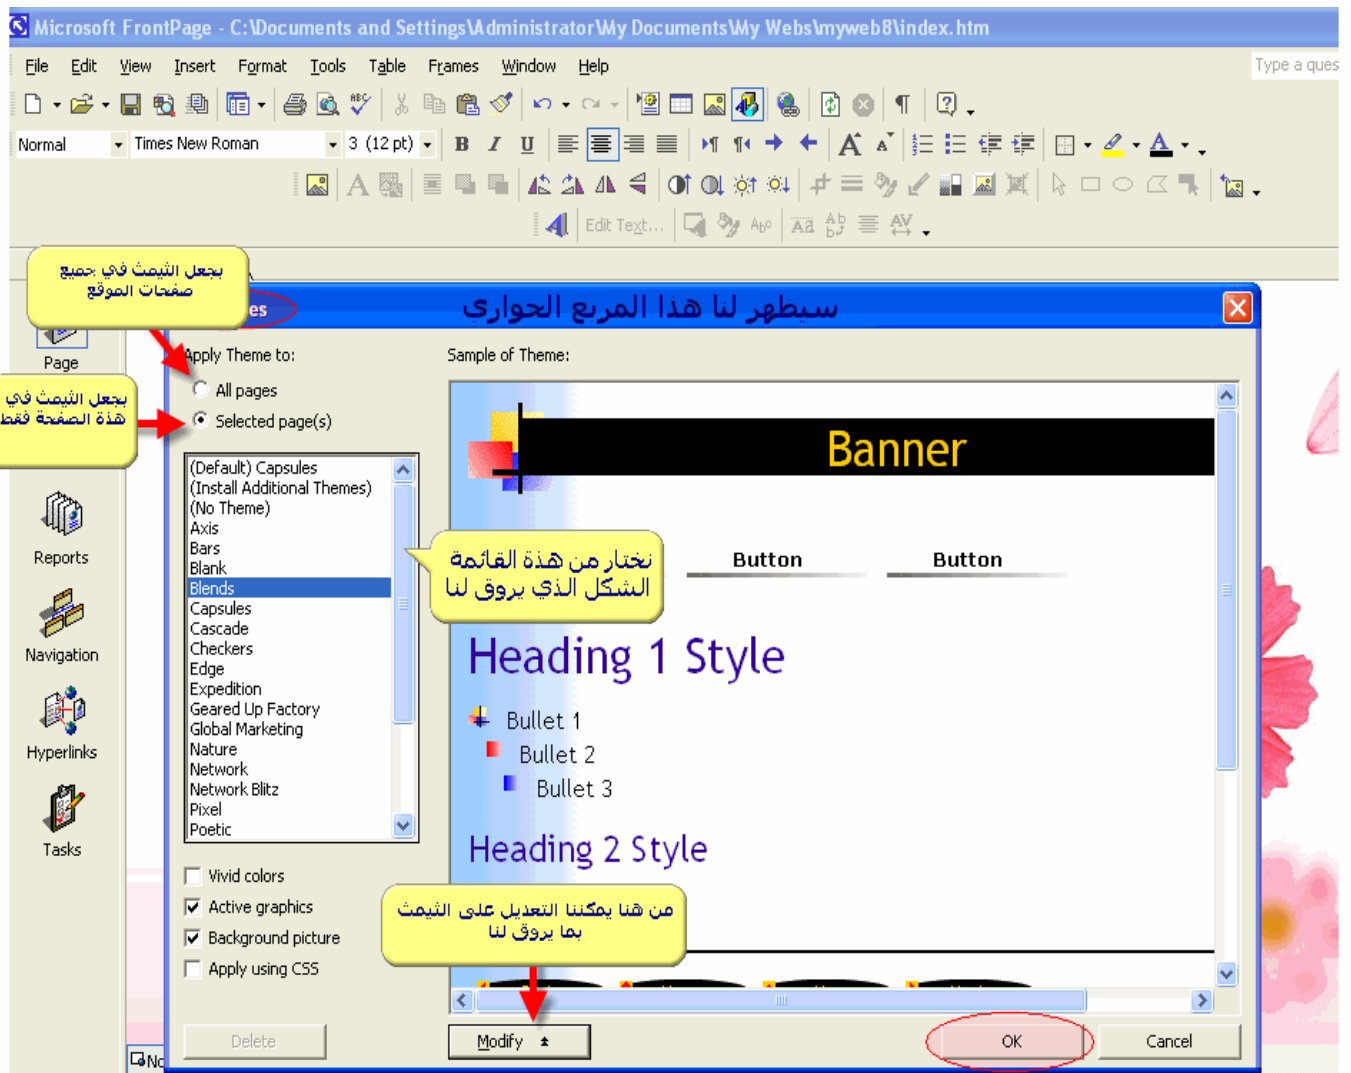 Microsoft FrontPage - C:\Documents and Settings\Administrator\My Documents\My Webs\myweb8\index.htm
File Edit View Insert Format Tools Table Frames Window Help
Type a ques
Normal Times New Roman 3 (12 pt)
Edit Text...
يجعل الثيمث في جميع
صفحات الموقع
سيظهر لنا هذا المربع الحواري
Page
Apply Theme to:
Sample of Theme:
All pages
يجعل الثيمث في
هذة الصفحة فقط
Selected page(s)
(Default) Capsules
(Install Additional Themes)
(No Theme)
Axis
Bars
Blank
Blends
Capsules
Cascade
Checkers
Edge
Expedition
Geared Up Factory
Global Marketing
Nature
Network
Network Blitz
Pixel
Poetic
Reports
Navigation
Hyperlinks
Tasks
نختار من هذة القائمة
الشكل الذي يروق لنا
Banner
Button Button
Heading 1 Style
Bullet 1
Bullet 2
Bullet 3
Heading 2 Style
Vivid colors
Active graphics
Background picture
Apply using CSS
من هنا يمكننا التعديل على الثيمث
بما يروق لنا
Delete
Modify
OK
Cancel